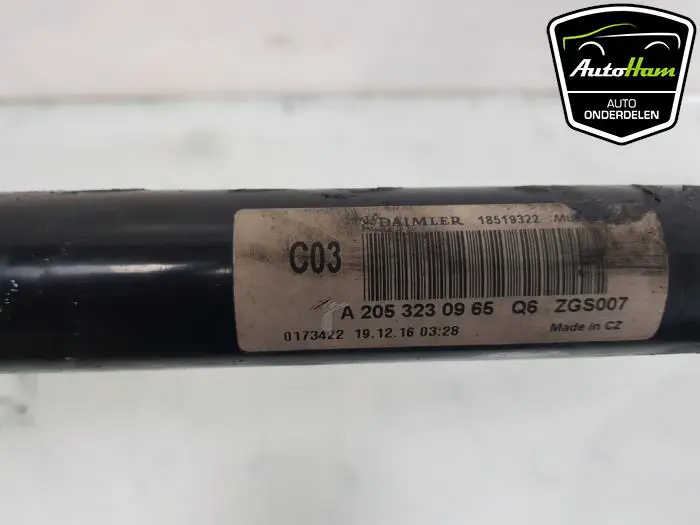 AutoHam
AUTO
ONDERDELEN
DAIMLER 18519322
C03
A 205 323 09 65 Q6 ZGS007
0173422 19.12.16 03:28 Made in CZ